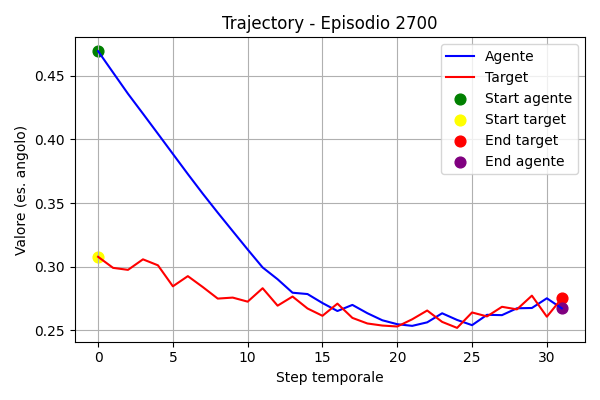 Trajectory - Episodio 2700
Agente
Target
Start agente
Start target
End target
End agente
Valore (es. angolo)
0.45
0.40
0.35
0.30
0.25
0
5
10
15
20
25
30
Step temporale